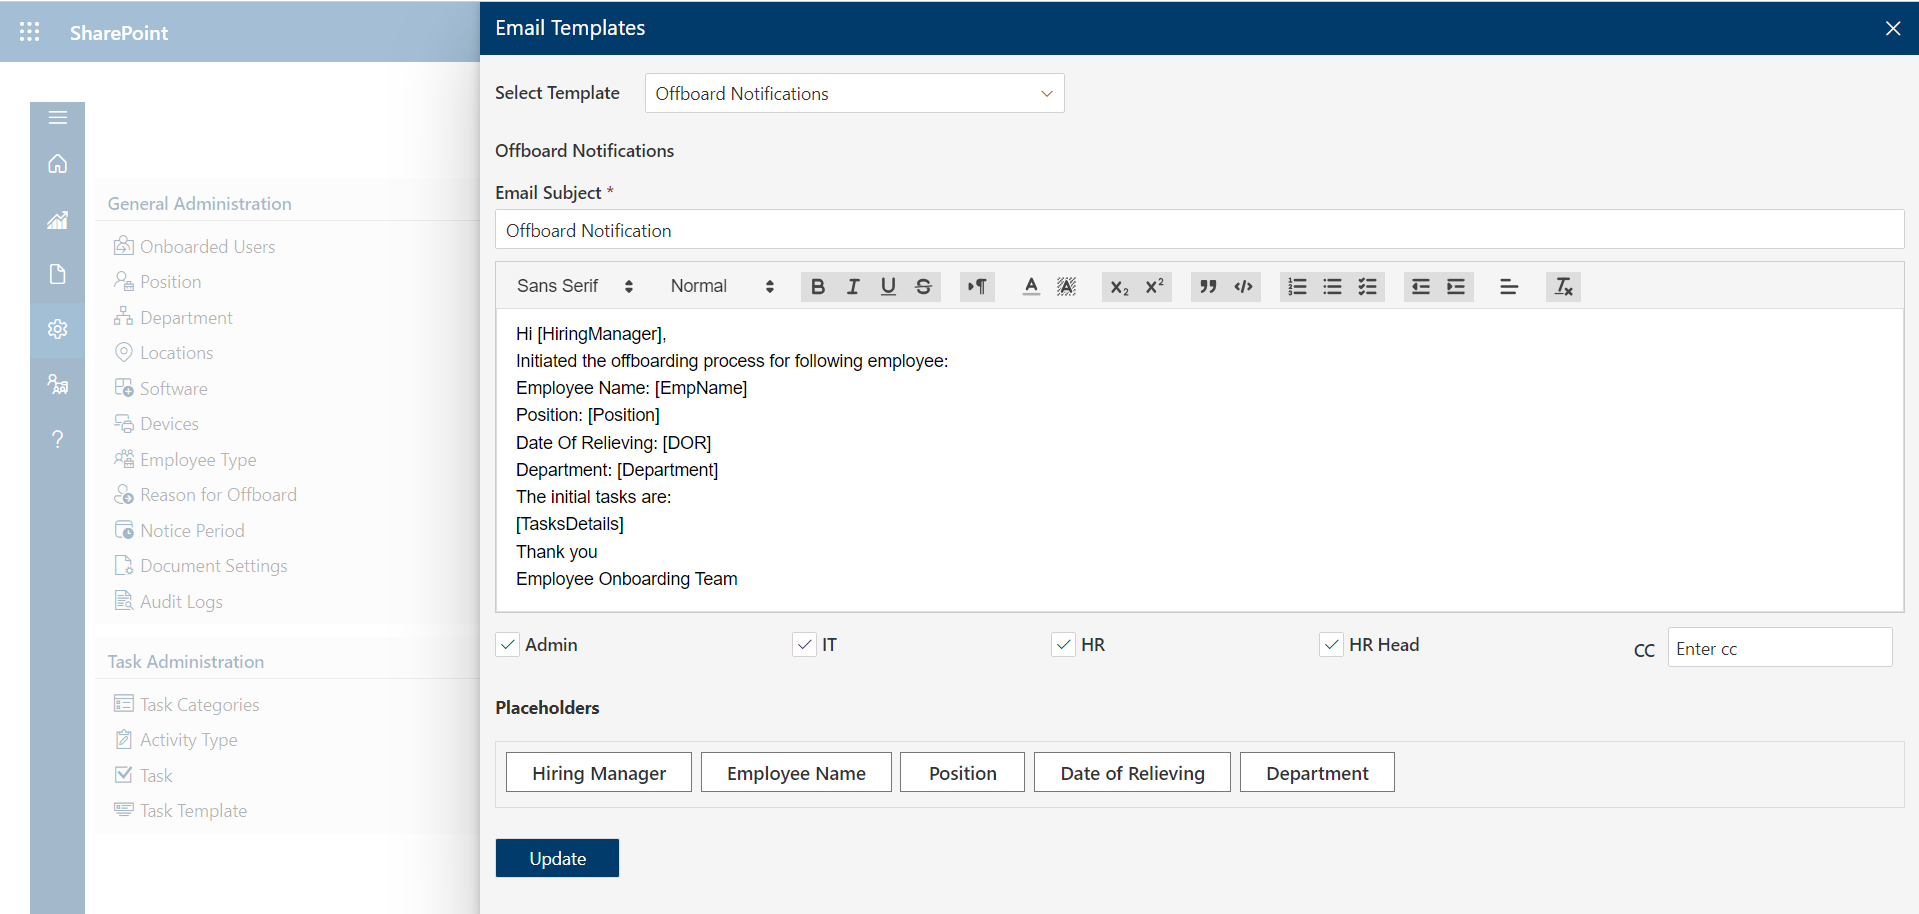 SharePoint
General Administration
Onboarded Users
Position
Department
Locations
Software
Devices
Employee Type
Reason for Offboard
Notice Period
Document Settings
Audit Logs
Task Administration
Task Categories
Activity Type
Task
Task Template
Email Templates
Select Template
Offboard Notifications
Offboard Notifications
Email Subject *
Offboard Notification
Sans Serif Normal
Hi [HiringManager],
Initiated the offboarding process for following employee:
Employee Name: [EmpName]
Position: [Position]
Date Of Relieving: [DOR]
Department: [Department]
The initial tasks are:
[TasksDetails]
Thank you
Employee Onboarding Team
Admin IT HR HR Head CC Enter cc
Placeholders
Hiring Manager Employee Name Position Date of Relieving Department
Update